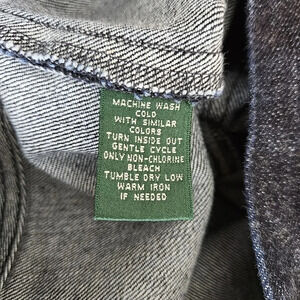 MACHINE WASH
COLD
WITH SIMILAR
COLORS
TURN INSIDE OUT
GENTLE CYCLE
ONLY NON-CHLORINE
BLEACH
TUMBLE DRY LOW
WARM IRON
IF NEEDED